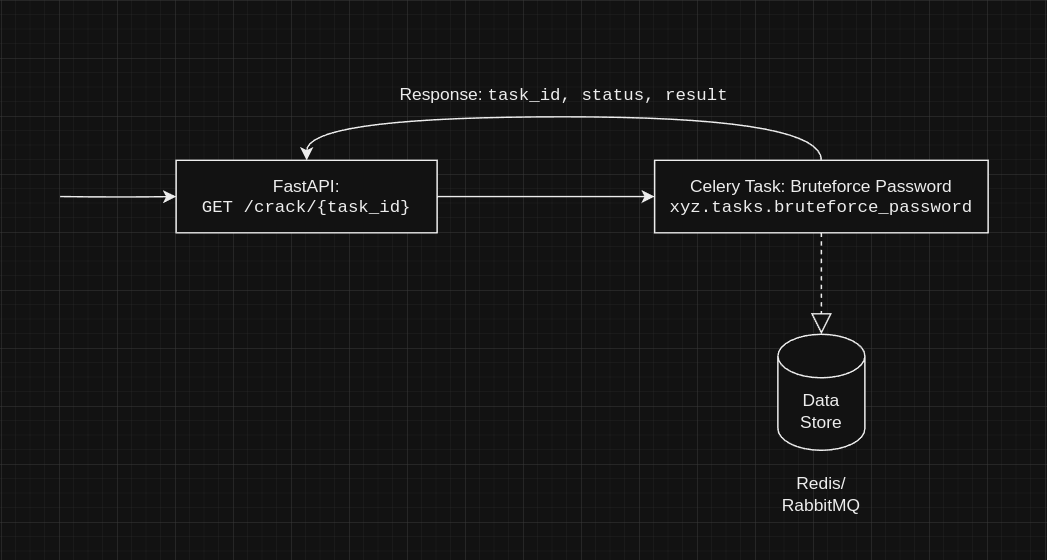 Response: task_id, status, result
FastAPI:
GET /crack/{task_id}
Celery Task: Bruteforce Password
xyz.tasks.bruteforce_password
Data
Store
Redis/
RabbitMQ